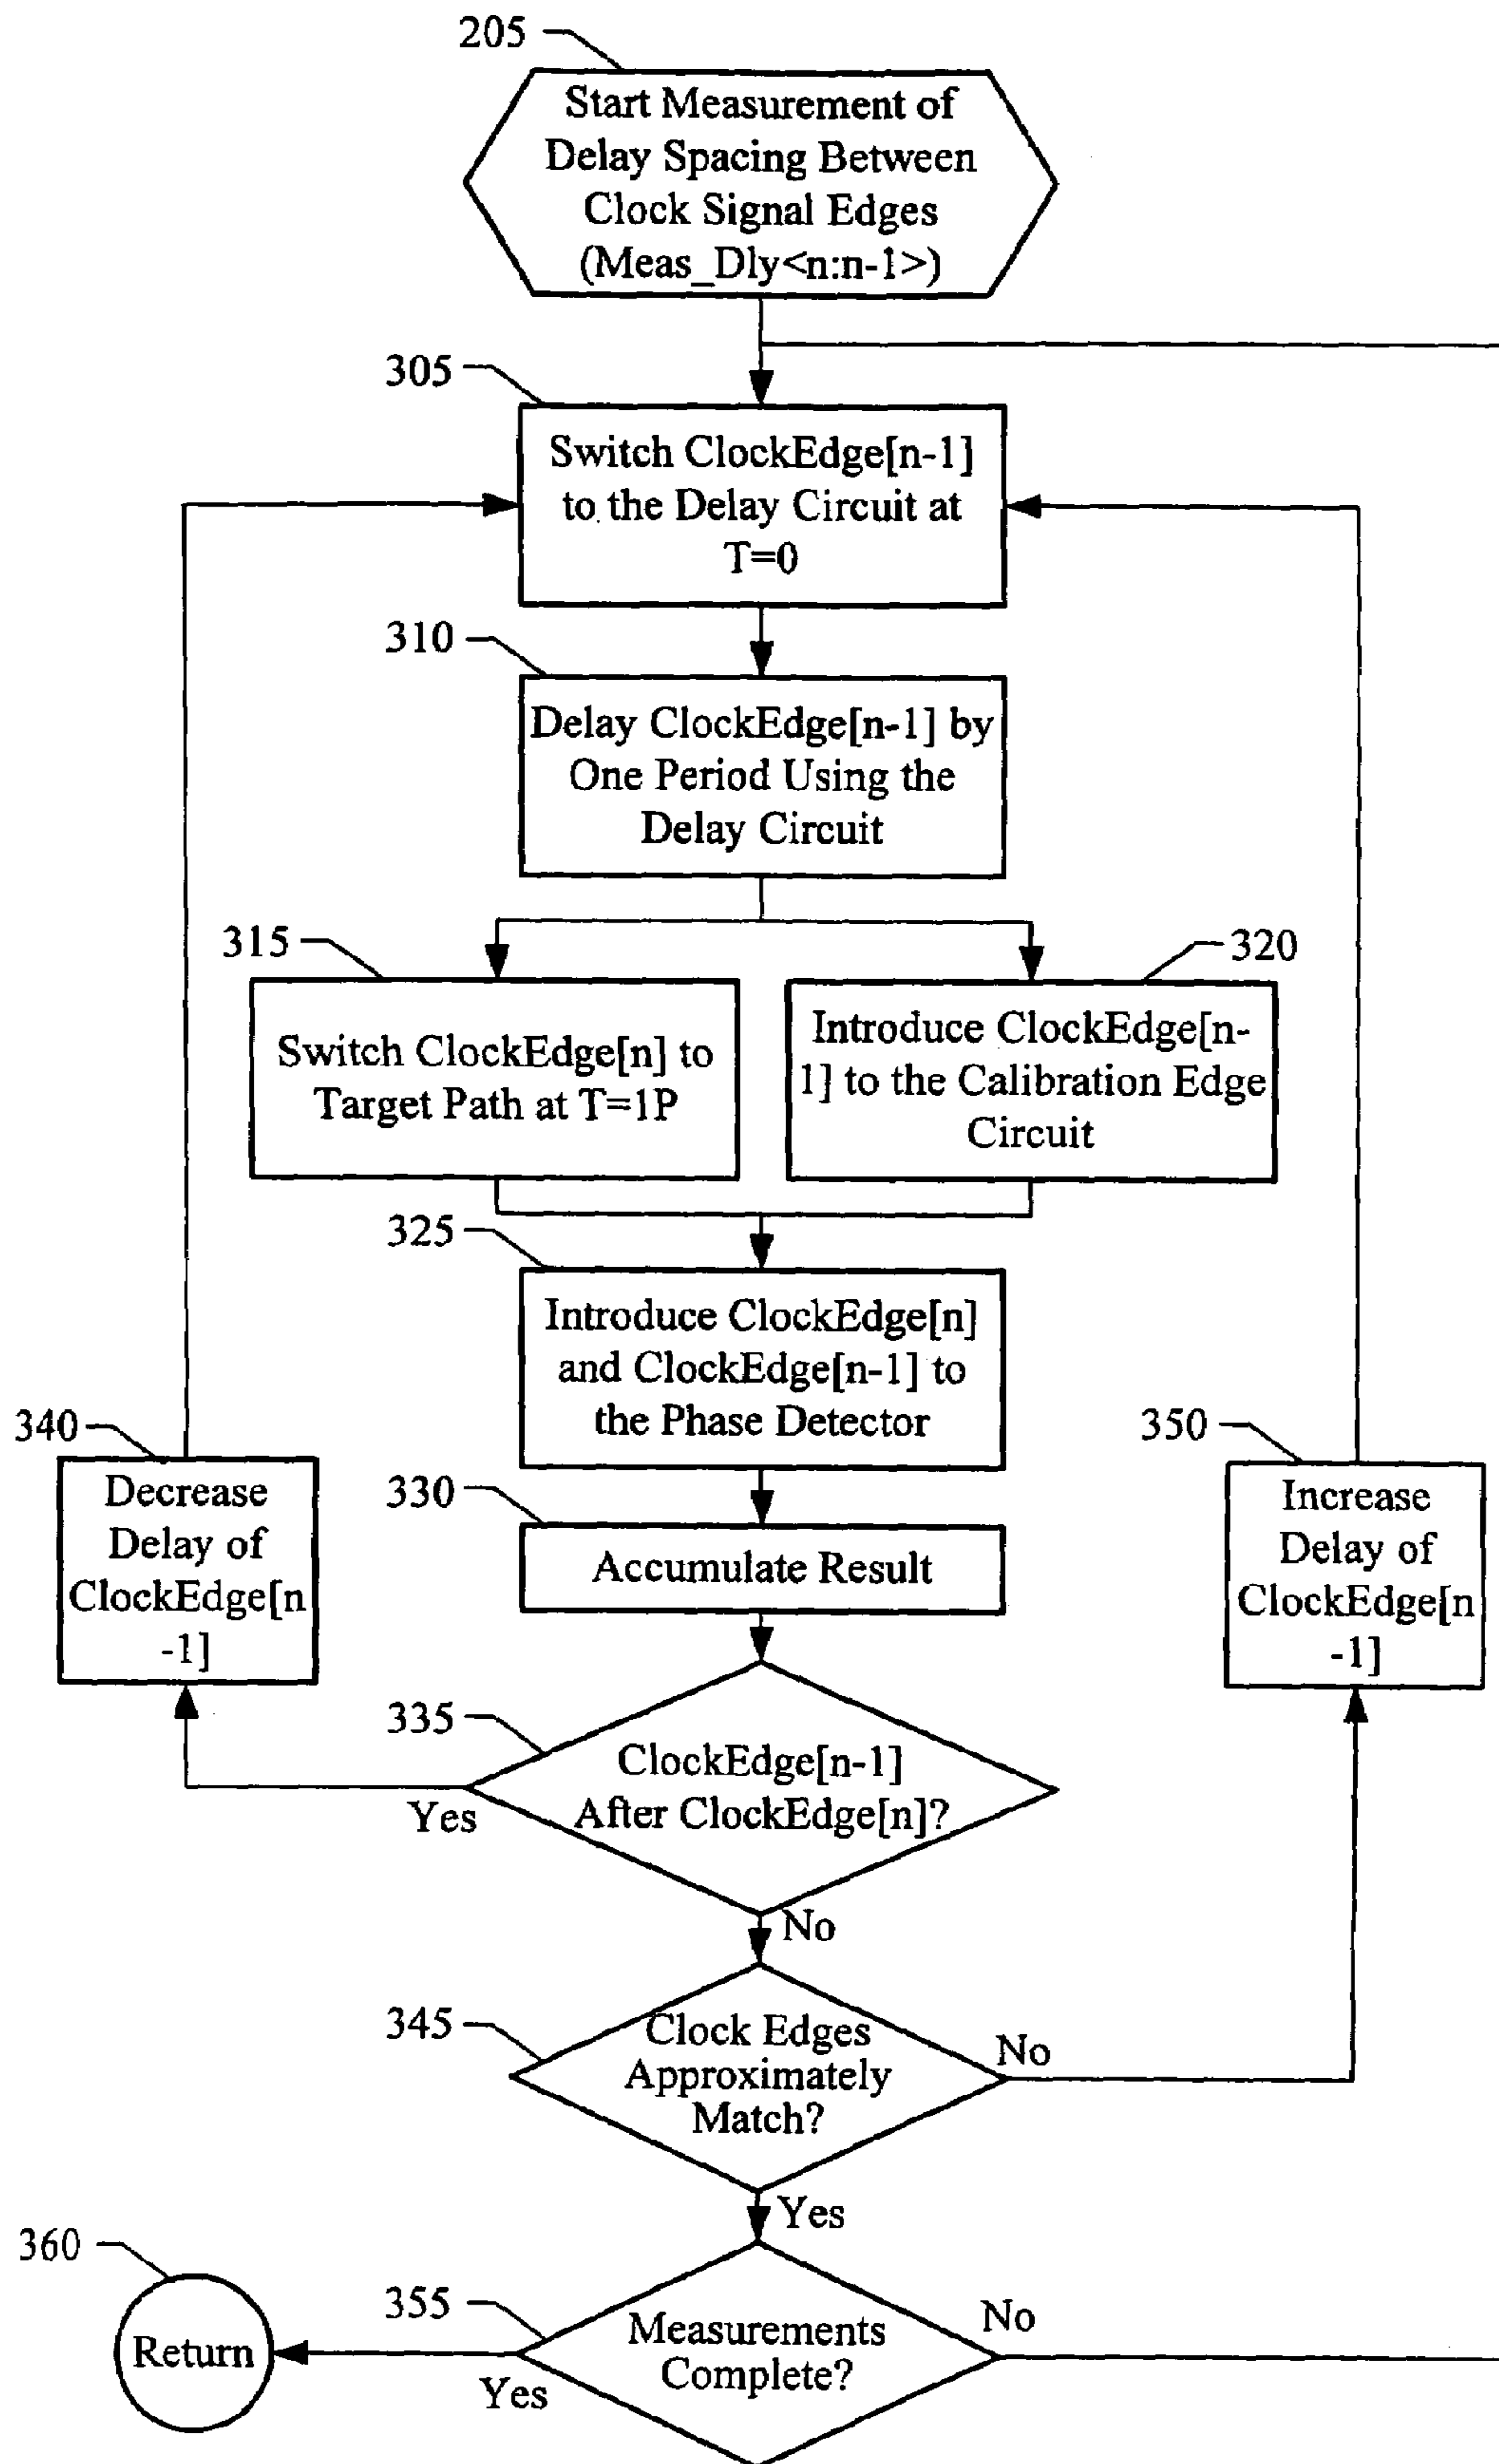 205
Start Measurement of
Delay Spacing Between
Clock Signal Edges
(Meas_Dly<n:n-1>)
305
Switch ClockEdge[n-1]
to the Delay Circuit at
T=0
310
Delay ClockEdge[n-1] by
One Period Using the
Delay Circuit
315
Switch ClockEdge[n] to
Target Path at T=1P
320
Introduce ClockEdge[n-
1] to the Calibration Edge
Circuit
325
Introduce ClockEdge[n]
and ClockEdge[n-1] to
the Phase Detector
340
Decrease
Delay of
ClockEdge[n
-1]
330
Accumulate Result
350
Increase
Delay of
ClockEdge[n
-1]
335
ClockEdge[n-1]
After ClockEdge[n]?
Yes
No
345
Clock Edges
Approximately
Match?
No
Yes
360
Return
355
Measurements
Complete?
No
Yes